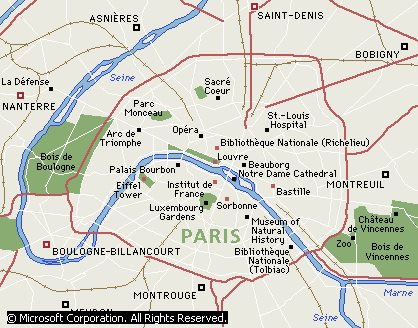 SAINT-DENIS
ASNIÈRES
BOBIGNY
Seine
La Défense
Sacré
Coeur
NANTERRE
Parc
Monceau
St.-Louis
Hospital
Arc de
Triomphe
Opéra
Bibliothèque Nationale (Richelieu)
Bois de
Boulogne
Louvre
Palais Bourbon
Beauborg
Notre Dame Cathedral
MONTREUIL
Eiffel
Tower
Institut de
France
Bastille
Luxembourg
Gardens
Sorbonne
Château
de Vincennes
Museum of
Natural
History
PARIS
Zoo
Bois de
Vincennes
BOULOGNE-BILLANCOURT
Bibliothèque
Nationale
(Tolbiac)
MONTROUGE
Marne
Seine
© Microsoft Corporation. All Rights Reserved.